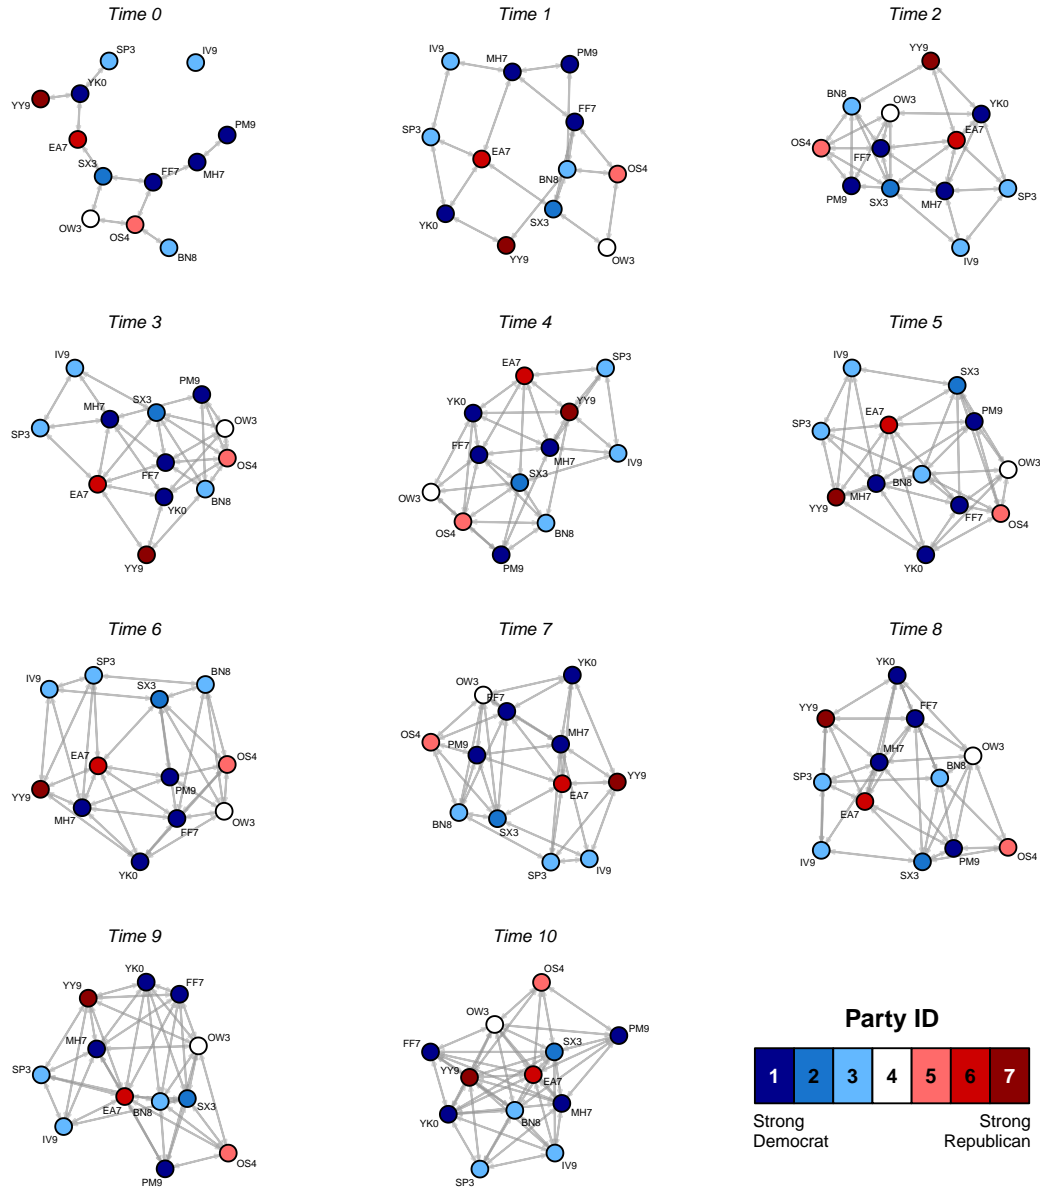 Time 0
Time 1
Time 2
SP3
IV9
YK0
YY9
EA7
PM9
SX3
FF7
MH7
OW3
OS4
BN8
IV9
MH7
PM9
FF7
SP3
EA7
BN8
OS4
SX3
YK0
YY9
OW3
YY9
BN8
OW3
YK0
OS4
EA7
FF7
PM9
SX3
MH7
SP3
IV9
Time 3
Time 4
Time 5
IV9
PM9
MH7
SX3
SP3
OW3
OS4
FF7
EA7
YK0
BN8
YY9
EA7
SP3
YK0
YY9
FF7
MH7
IV9
SX3
OW3
OS4
BN8
PM9
IV9
SX3
EA7
PM9
SP3
OW3
BN8
YY9
MH7
FF7
OS4
YK0
Time 6
Time 7
Time 8
SP3
IV9
BN8
SX3
EA7
OS4
YY9
PM9
MH7
FF7
OW3
YK0
YK0
OW3
FF7
OS4
MH7
PM9
EA7
YY9
BN8
SX3
SP3
IV9
YK0
YY9
FF7
MH7
OW3
SP3
BN8
EA7
IV9
SX3
PM9
OS4
Time 9
Time 10
YK0
YY9
FF7
MH7
OW3
SP3
EA7
BN8
SX3
IV9
OS4
PM9
OS4
OW3
PM9
FF7
SX3
YY9
EA7
YK0
BN8
MH7
IV9
SP3
Party ID
1 2 3 4 5 6 7
Strong Democrat
Strong Republican